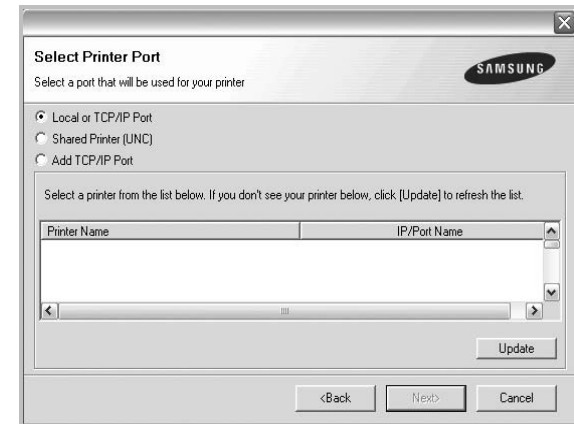 Select Printer Port
Select a port that will be used for your printer
SAMSUNG
Local or TCP/IP Port
Shared Printer (UNC)
Add TCP/IP Port
Select a printer from the list below. If you don't see your printer below, click [Update] to refresh the list.
Printer Name IP/Port Name
Update
<Back Next> Cancel